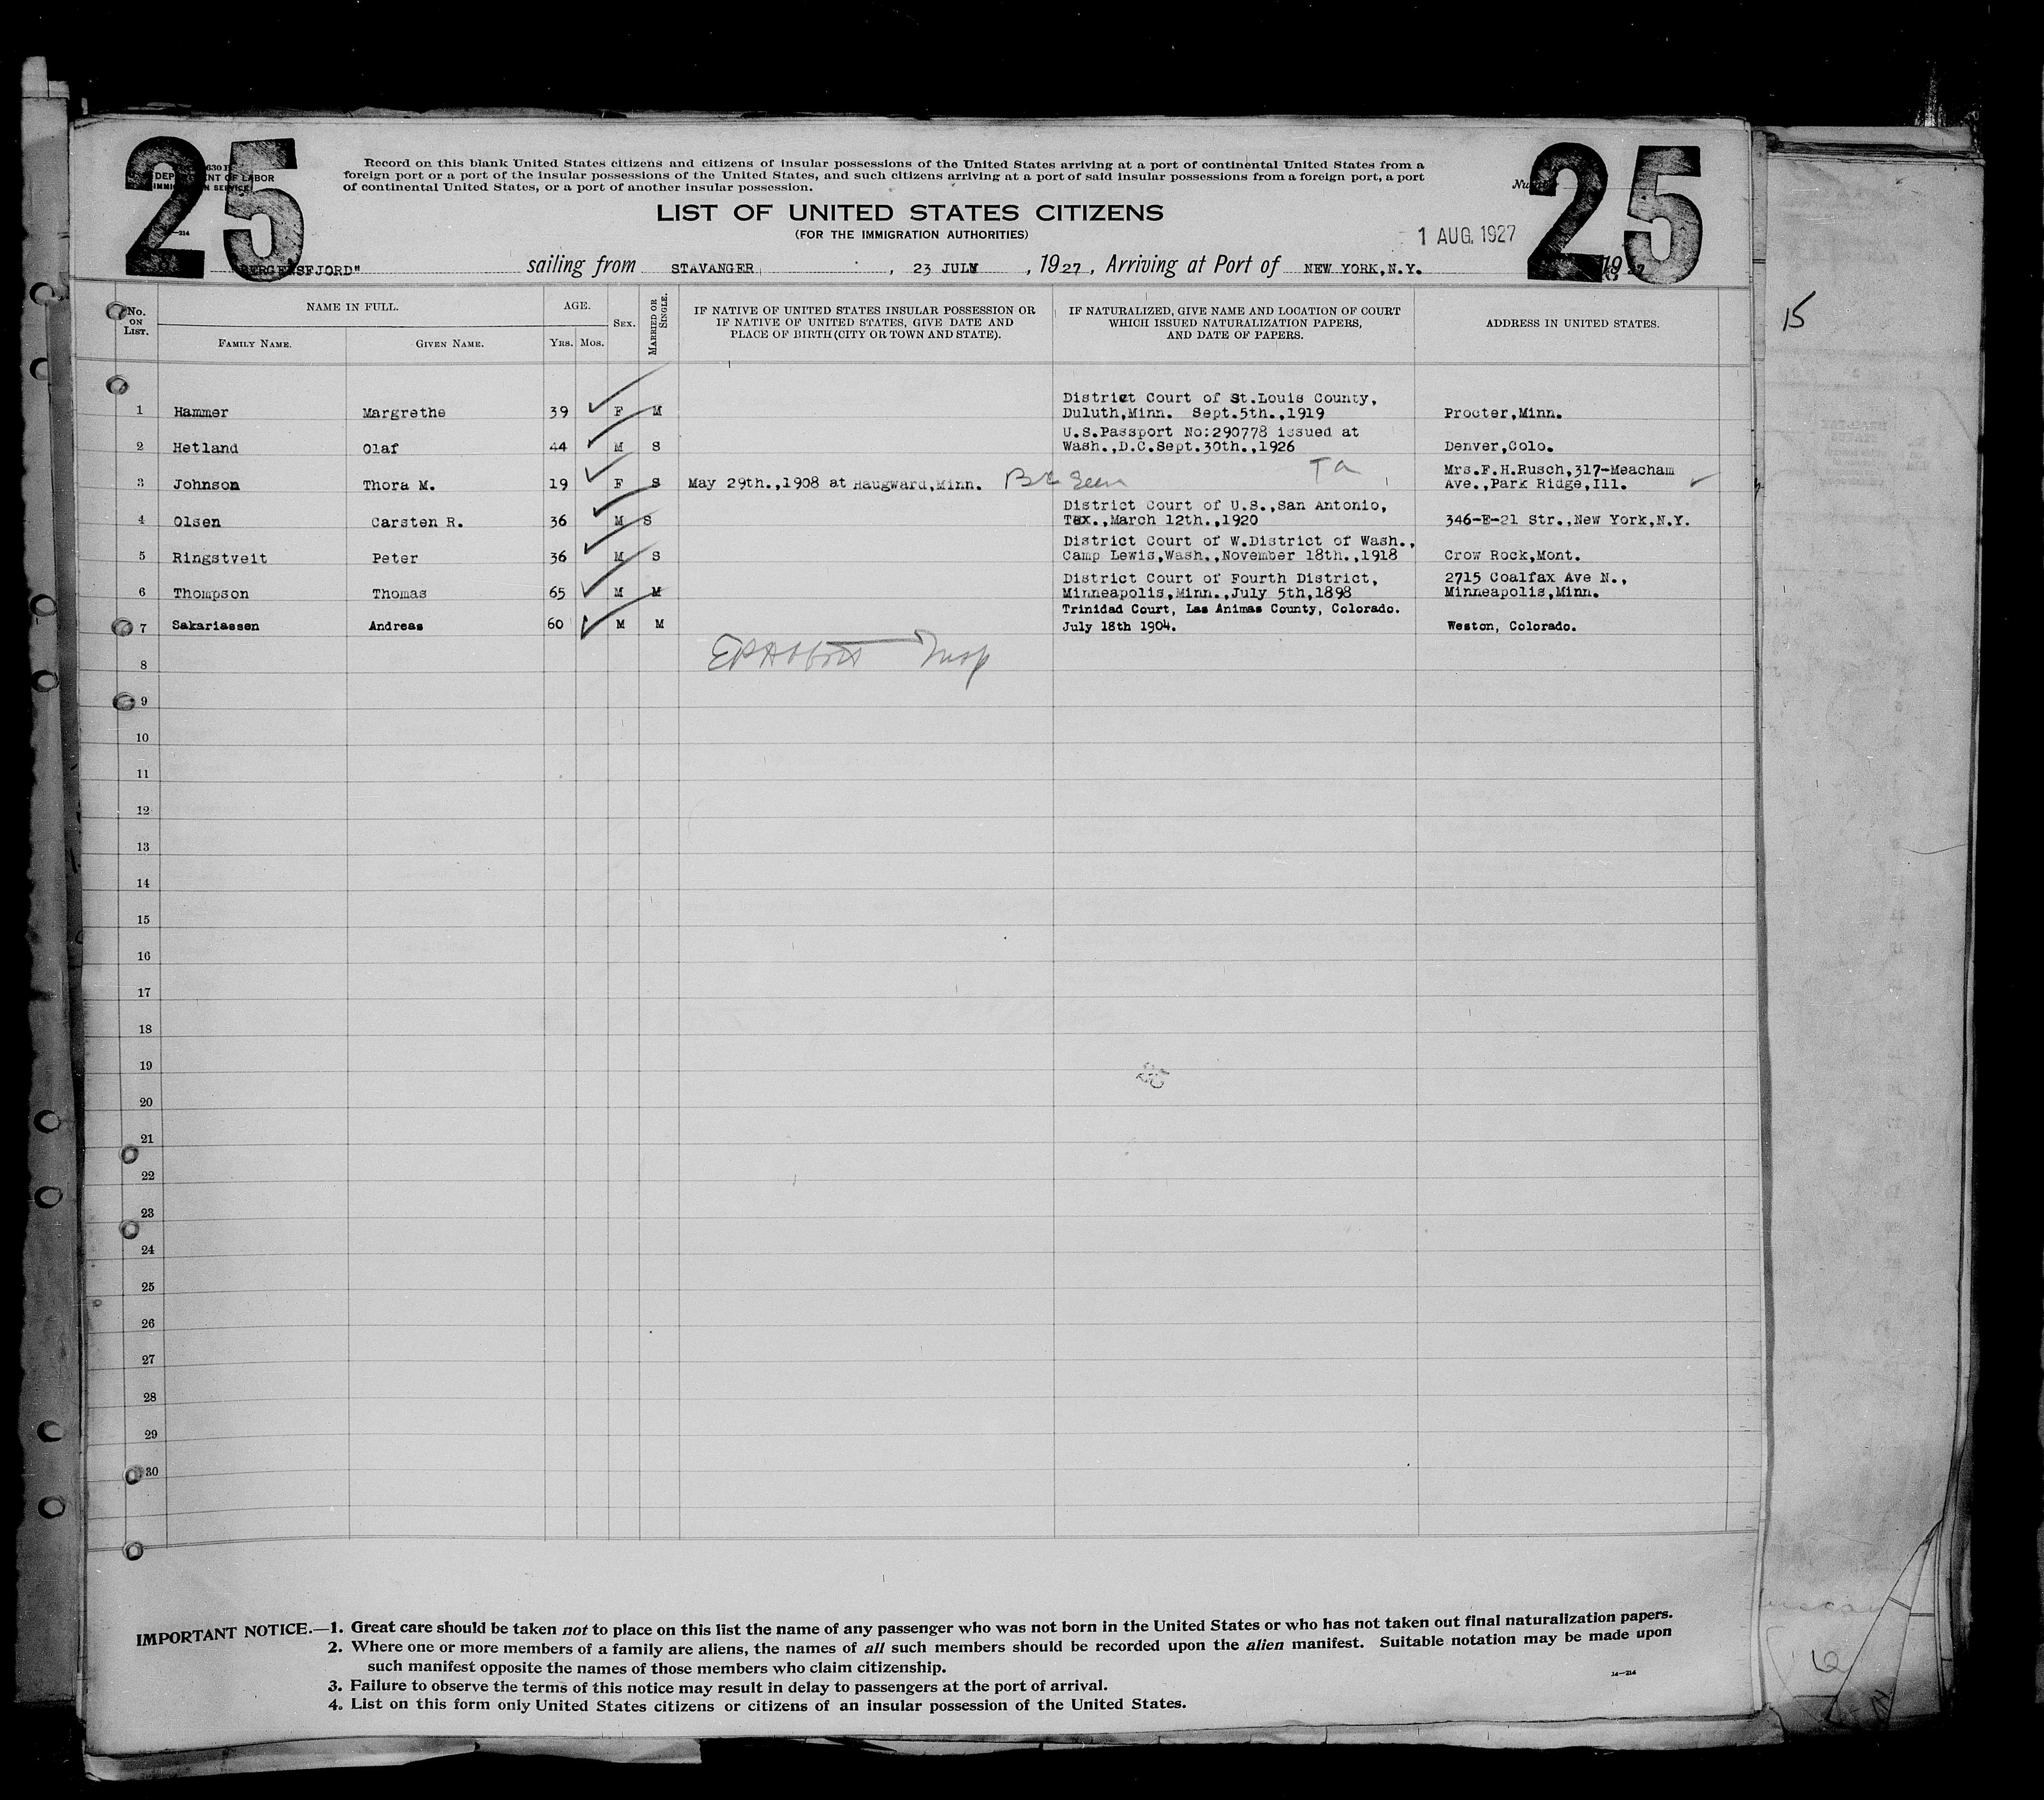 25
25
630
DEPARTMENT OF LABOR
IMMIGRATION SERVICE
Record on this blank United States citizens and citizens of insular possessions of the United States arriving at a port of continental United States from a
foreign port or a port of the insular possessions of the United States, and such citizens arriving at a port of said insular possessions from a foreign port, a port
of continental United States, or a port of another insular possession.
LIST OF UNITED STATES CITIZENS
(FOR THE IMMIGRATION AUTHORITIES)
1 AUG. 1927
"BERGENSFJORD" sailing from STAVANGER, 23 JULY, 1927, Arriving at Port of NEW YORK,N.Y. 1927
No. ON LIST. NAME IN FULL. AGE. SEX. MARRIED OR SINGLE. IF NATIVE OF UNITED STATES INSULAR POSSESSION OR IF NATIVE OF UNITED STATES, GIVE DATE AND PLACE OF BIRTH (CITY OR TOWN AND STATE). IF NATURALIZED, GIVE NAME AND LOCATION OF COURT WHICH ISSUED NATURALIZATION PAPERS, AND DATE OF PAPERS. ADDRESS IN UNITED STATES.
FAMILY NAME. GIVEN NAME. YRS. MOS.
District Court of St.Louis County,
1 Hammer Margrethe 39 F M Duluth,Minn. Sept.5th.,1919 Procter,Minn.
U.S.Passport No:290778 issued at
2 Hetland Olaf 44 M S Wash.,D.C.Sept.30th.,1926 Denver,Colo.
Mrs.F.H.Rusch,317-Meacham
3 Johnson Thora M. 19 F S May 29th.,1908 at Haugward,Minn. BC Seen Ave.,Park Ridge,Ill.
District Court of U.S.,San Antonio,
4 Olsen Carsten R. 36 M S Tex.,March 12th.,1920 346-E-21 Str.,New York,N.Y.
District Court of W.District of Wash.,
5 Ringstveit Peter 36 M S Camp Lewis,Wash.,November 18th.,1918 Crow Rock,Mont.
District Court of Fourth District, 2715 Coalfax Ave N.,
6 Thompson Thomas 65 M M Minneapolis,Minn.,July 5th,1898 Minneapolis,Minn.
Trinidad Court, Las Animas County, Colorado.
7 Sakariassen Andreas 60 M M July 18th 1904. Weston, Colorado.
8 Insp
9
10
11
12
13
14
15
16
17
18
19
20
21
22
23
24
25
26
27
28
29
30
IMPORTANT NOTICE.—1. Great care should be taken not to place on this list the name of any passenger who was not born in the United States or who has not taken out final naturalization papers.
2. Where one or more members of a family are aliens, the names of all such members should be recorded upon the alien manifest. Suitable notation may be made upon
such manifest opposite the names of those members who claim citizenship.
3. Failure to observe the terms of this notice may result in delay to passengers at the port of arrival.
4. List on this form only United States citizens or citizens of an insular possession of the United States.
14—214
15